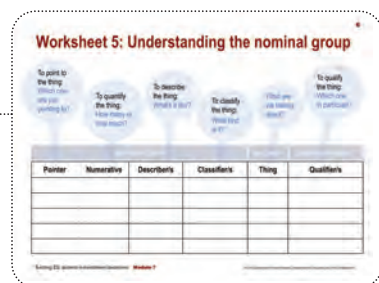 Worksheet 5: Understanding the nominal group
To point to
the thing:
Which one
are you
pointing to?
To quantify
the thing:
How many or
how much?
To describe
the thing:
What's it like?
To classify
the thing:
What kind
is it?
What are
we talking
about?
To qualify
the thing:
Which one
in particular?
Pointer Numerative Describer/s Classifier/s Thing Qualifier/s
Module 7